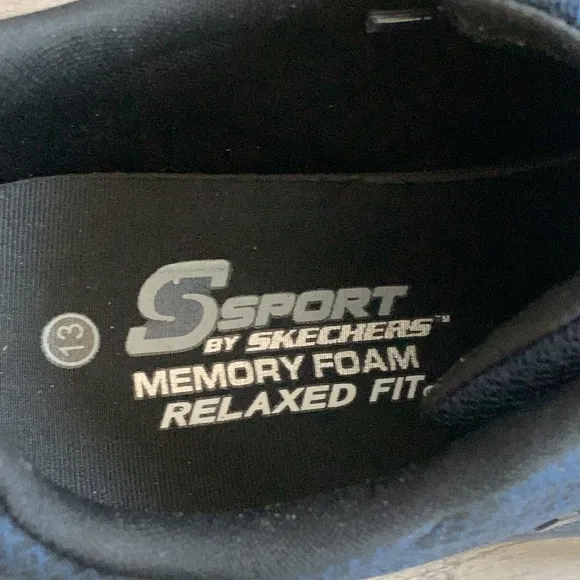 S SPORT
BY SKECHERS™
MEMORY FOAM
RELAXED FIT
13